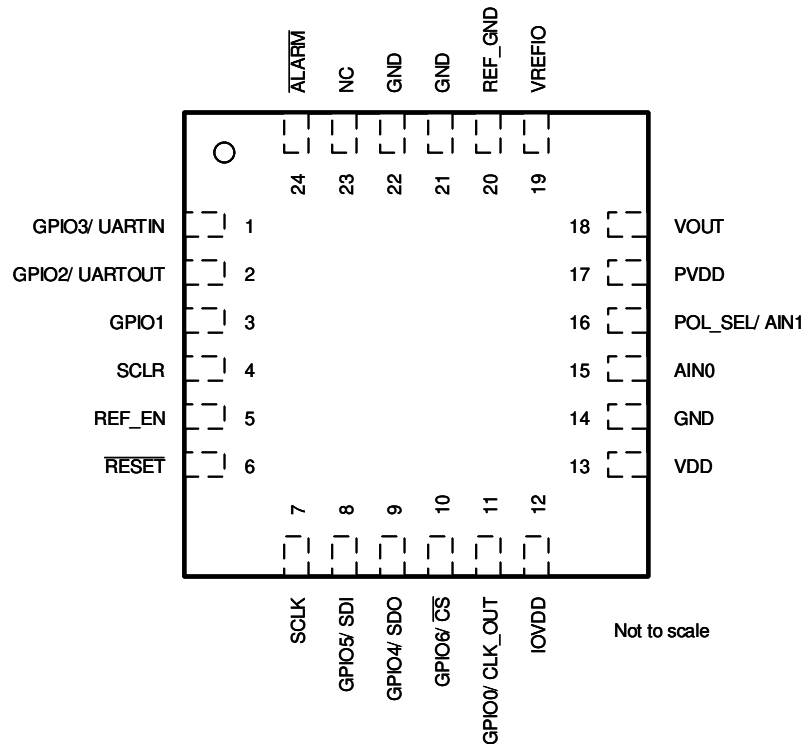 ALARM
NC
GND
GND
REF_GND
VREFIO
24
23
22
21
20
19
GPIO3/ UARTIN 1
GPIO2/ UARTOUT 2
GPIO1 3
SCLR 4
REF_EN 5
RESET 6
18 VOUT
17 PVDD
16 POL_SEL/ AIN1
15 AIN0
14 GND
13 VDD
7
8
9
10
11
12
SCLK
GPIO5/ SDI
GPIO4/ SDO
GPIO6/ CS
GPIO0/ CLK_OUT
IOVDD
Not to scale